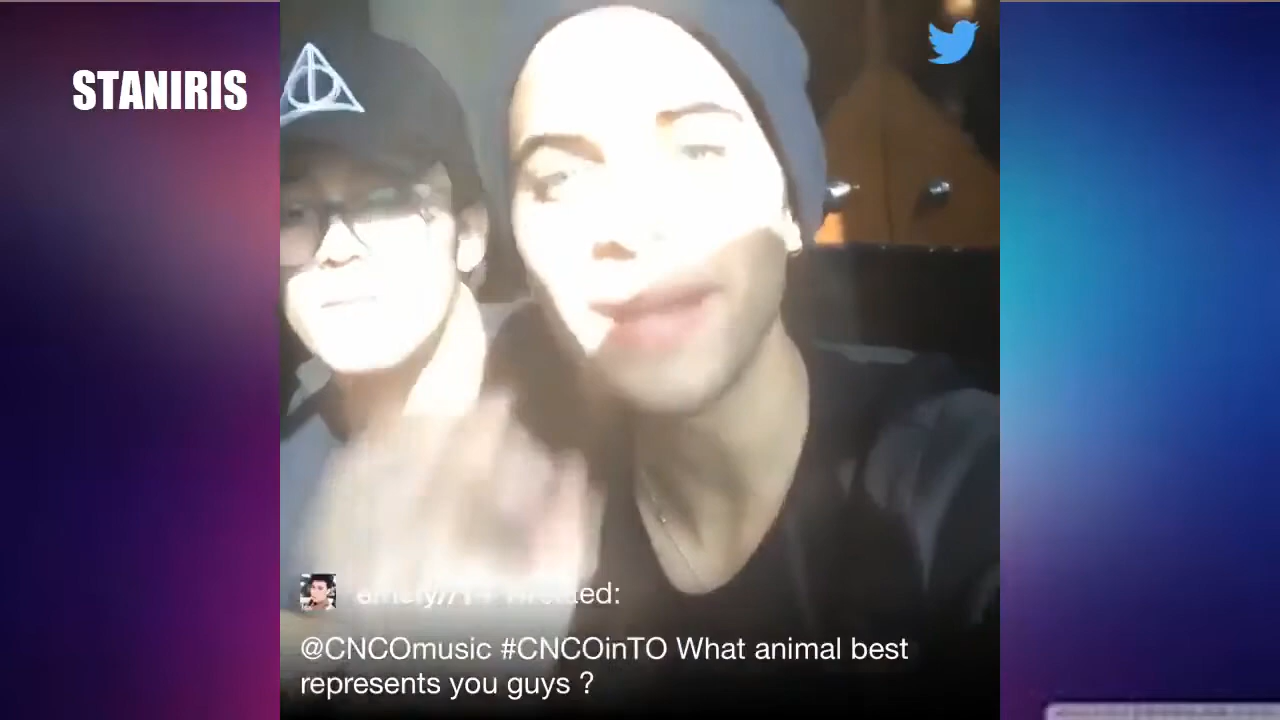 STANIRIS
@CNCOmusic #CNCOinTO What animal best
represents you guys ?